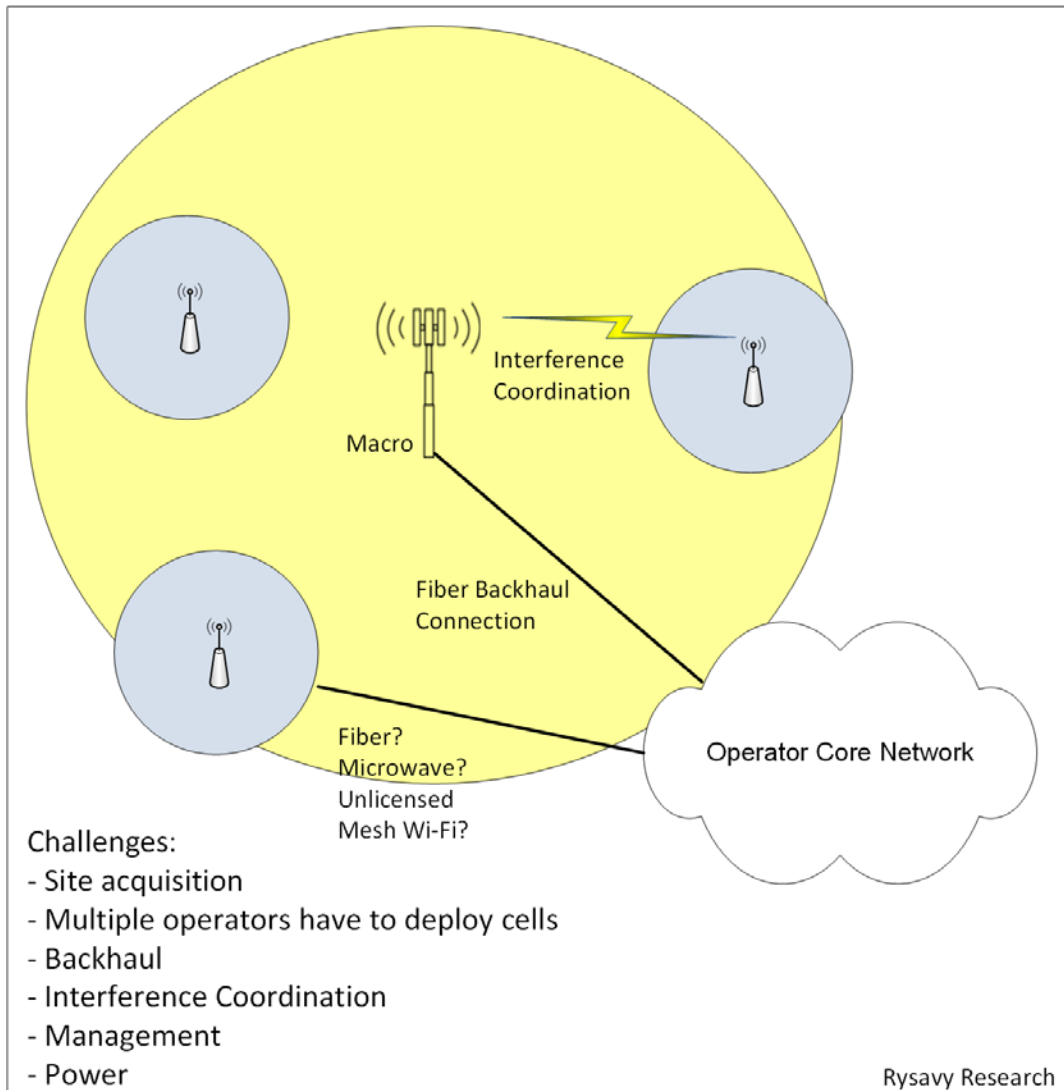 Interference
Coordination
Macro
Fiber Backhaul
Connection
Fiber?
Microwave?
Unlicensed
Mesh Wi-Fi?
Operator Core Network
Challenges:
- Site acquisition
- Multiple operators have to deploy cells
- Backhaul
- Interference Coordination
- Management
- Power
Rysavy Research